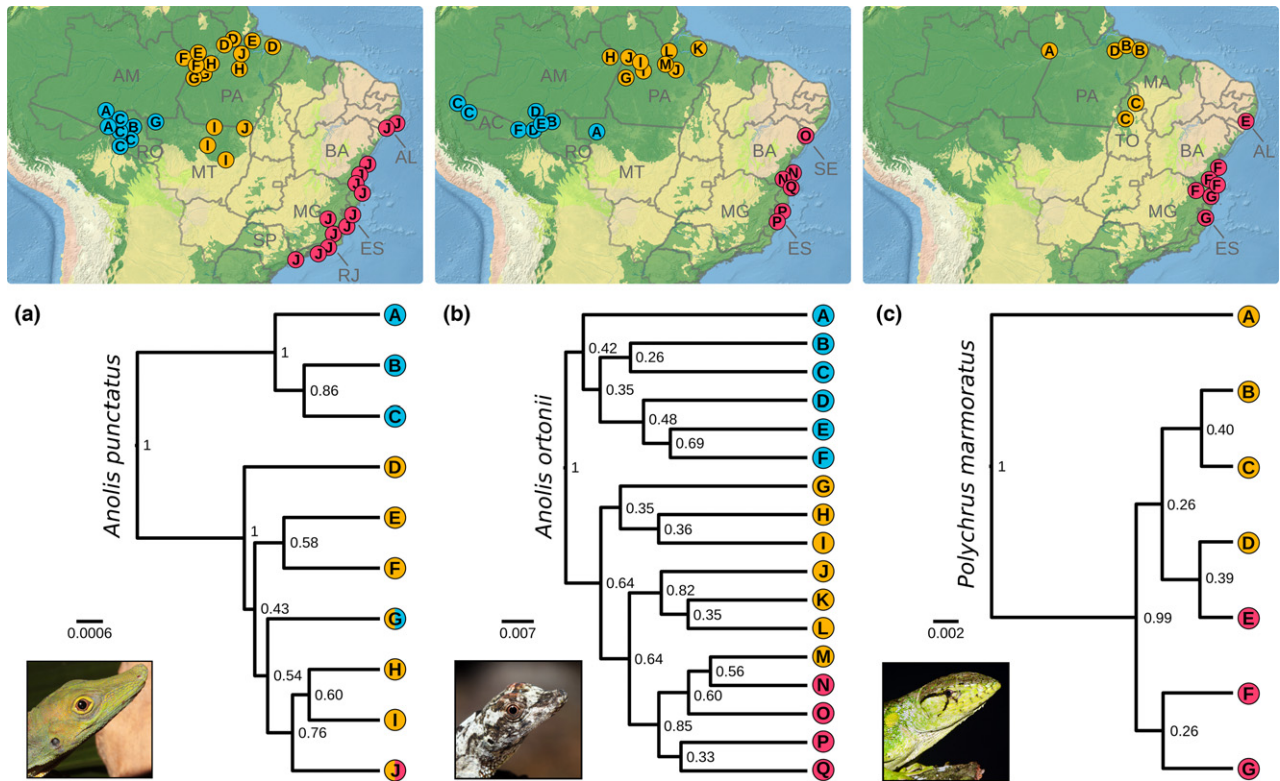 D D E D
F E D J
F H H
G G
AM
PA
A C B G
A C C
C
RO
I J
I I
MT
J J
AL
BA
J
J
J
J
MG
J J
J J
J J J
SP
ES
RJ
H J I L K
G I M J
AM
PA
C C
AC
D
F D E B
A
RO
MT
O
BA
SE
N N
Q
P
P
MG
ES
A
D B B
PA
MA
C
C
TO
E
AL
BA
F
F F
F G
G
MG
ES
(a)
Anolis punctatus
A
1
B
0.86
C
1
D
1
E
0.58
F
0.43
G
0.54
H
0.60
I
0.76
J
0.0006
(b)
Anolis ortonii
A
0.42
B
0.26
C
0.35
D
0.48
E
0.69
F
1
G
0.35
H
0.36
I
0.64
J
0.82
K
0.35
L
0.64
M
0.56
N
0.60
O
0.85
P
0.33
Q
0.007
(c)
Polychrus marmoratus
A
1
B
0.40
C
0.26
D
0.39
E
0.99
F
0.26
G
0.002